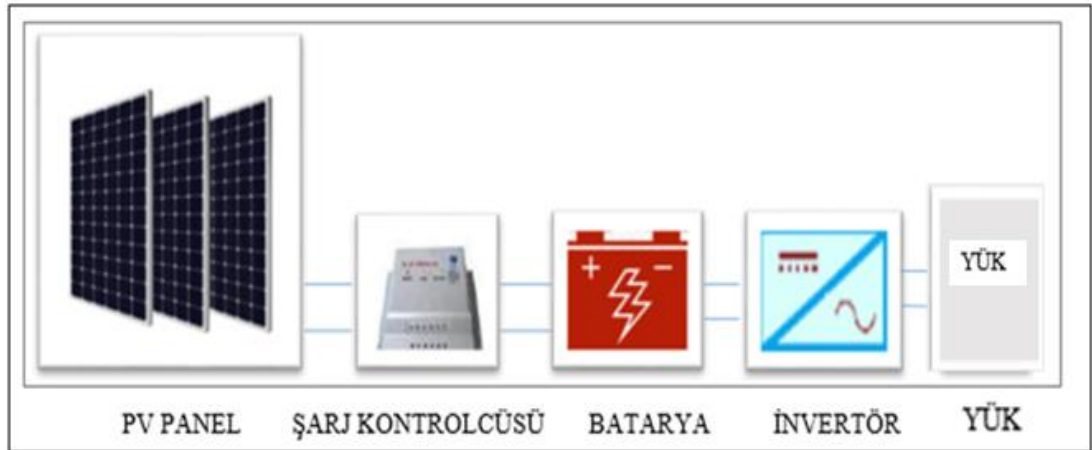 YÜK
PV PANEL ŞARJ KONTROLCÜSÜ BATARYA İNVERTÖR YÜK